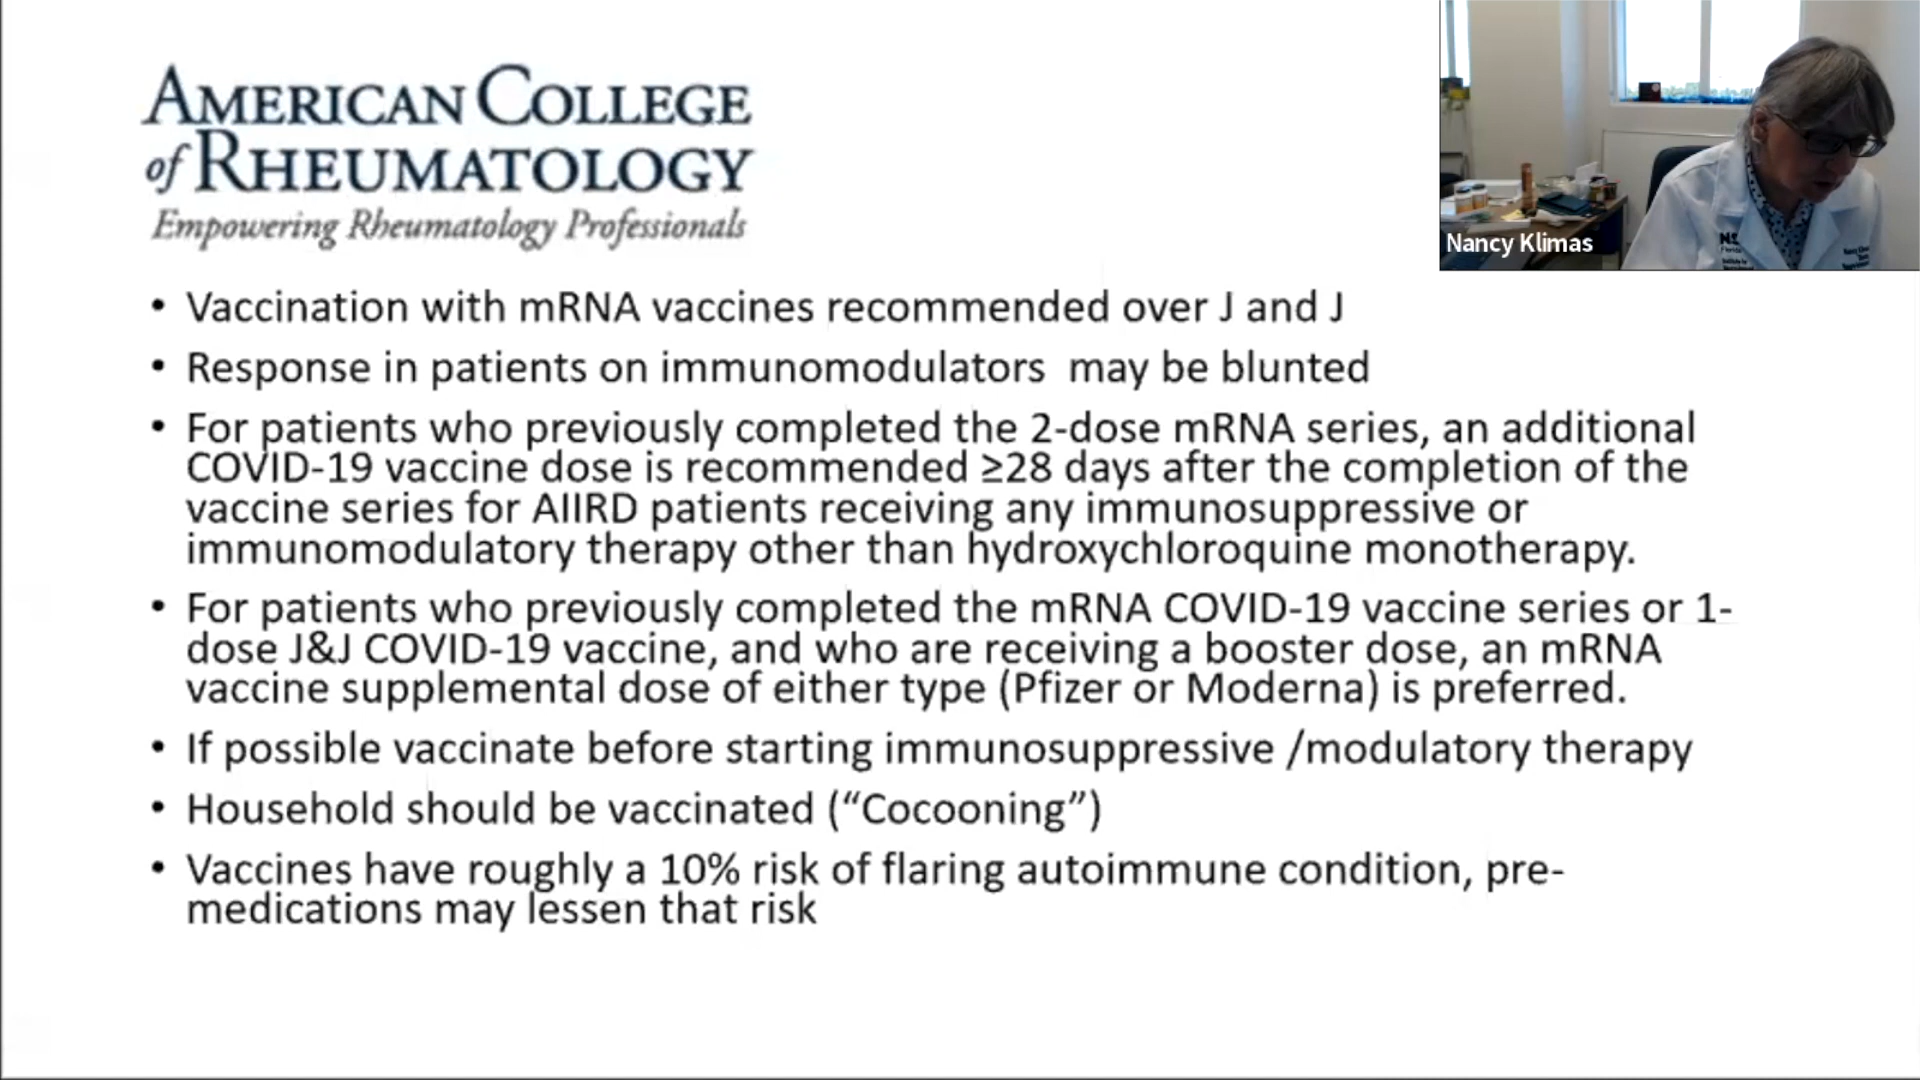 AMERICAN COLLEGE
of RHEUMATOLOGY
Empowering Rheumatology Professionals
Nancy Klimas
• Vaccination with mRNA vaccines recommended over J and J
• Response in patients on immunomodulators  may be blunted
• For patients who previously completed the 2-dose mRNA series, an additional
COVID-19 vaccine dose is recommended ≥28 days after the completion of the
vaccine series for AIIRD patients receiving any immunosuppressive or
immunomodulatory therapy other than hydroxychloroquine monotherapy.
• For patients who previously completed the mRNA COVID-19 vaccine series or 1-
dose J&J COVID-19 vaccine, and who are receiving a booster dose, an mRNA
vaccine supplemental dose of either type (Pfizer or Moderna) is preferred.
• If possible vaccinate before starting immunosuppressive /modulatory therapy
• Household should be vaccinated (“Cocooning”)
• Vaccines have roughly a 10% risk of flaring autoimmune condition, pre-
medications may lessen that risk